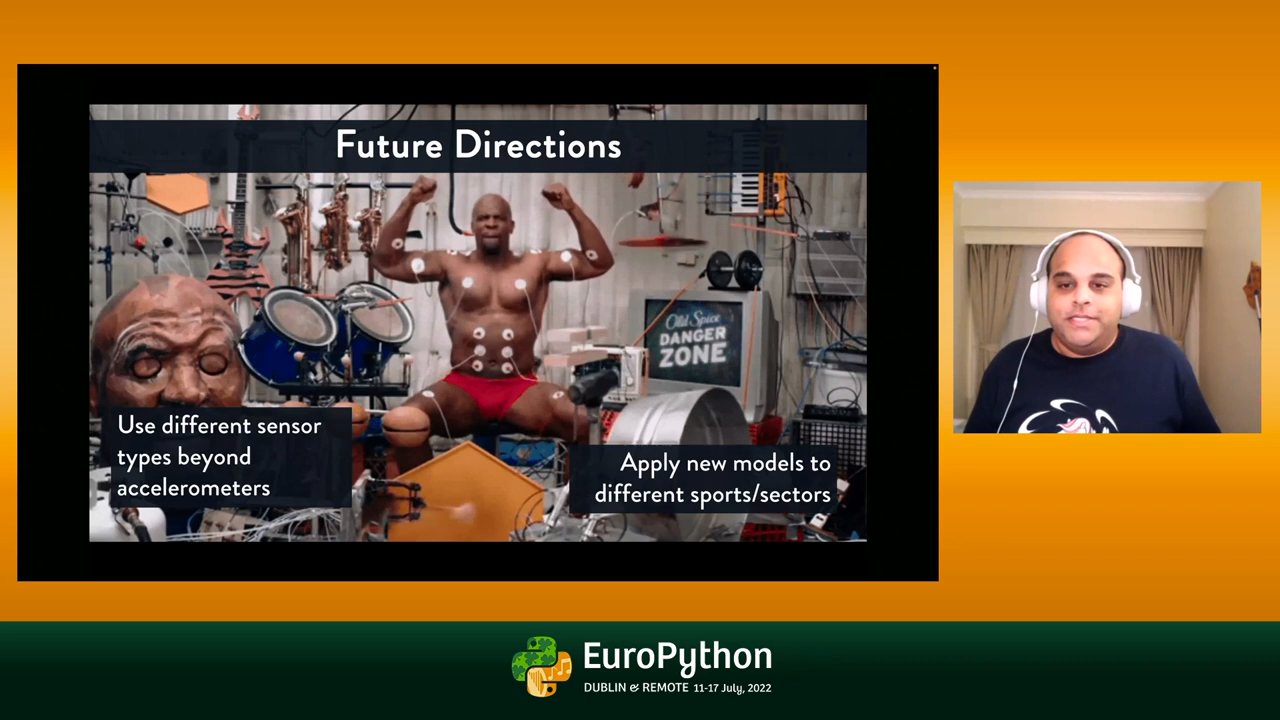 Future Directions
Old Spice
DANGER
ZONE
Use different sensor
types beyond
accelerometers
Apply new models to
different sports/sectors
EuroPython
DUBLIN & REMOTE 11-17 July, 2022